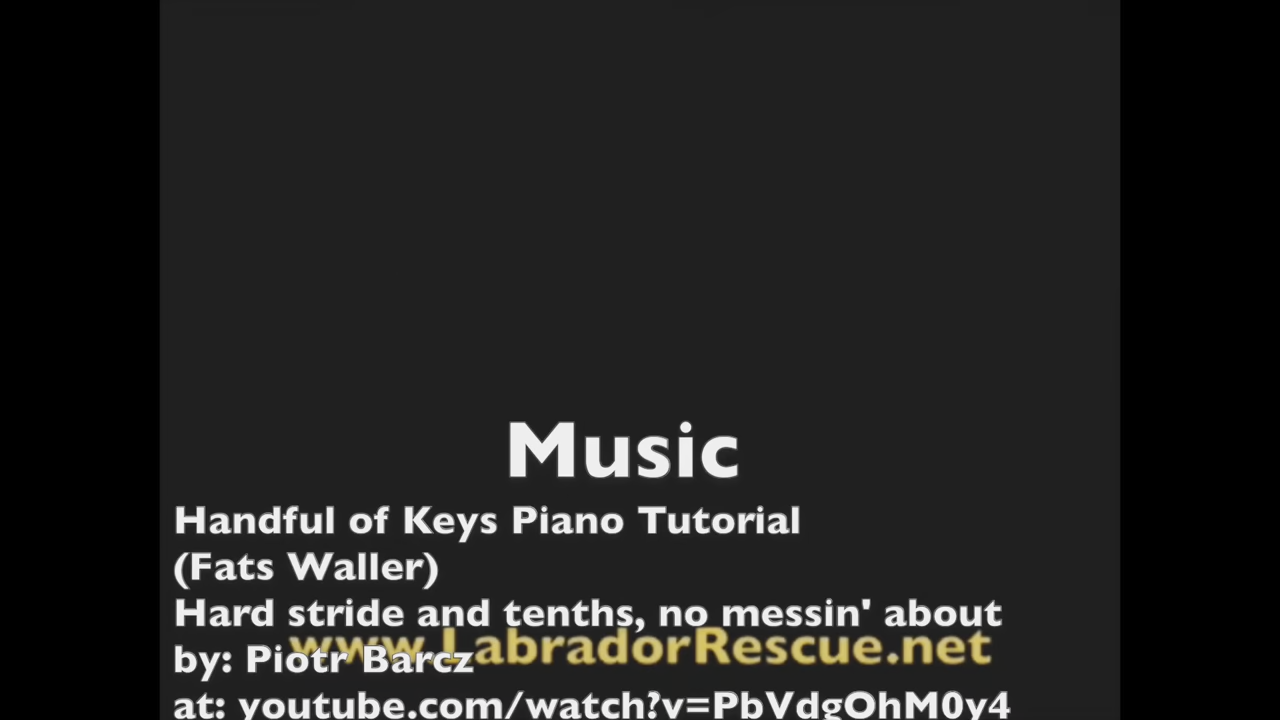 Music
Handful of Keys Piano Tutorial
(Fats Waller)
Hard stride and tenths, no messin' about
www.LabradorRescue.net
by: Piotr Barcz
at: youtube.com/watch?v=PbVdgOhM0y4